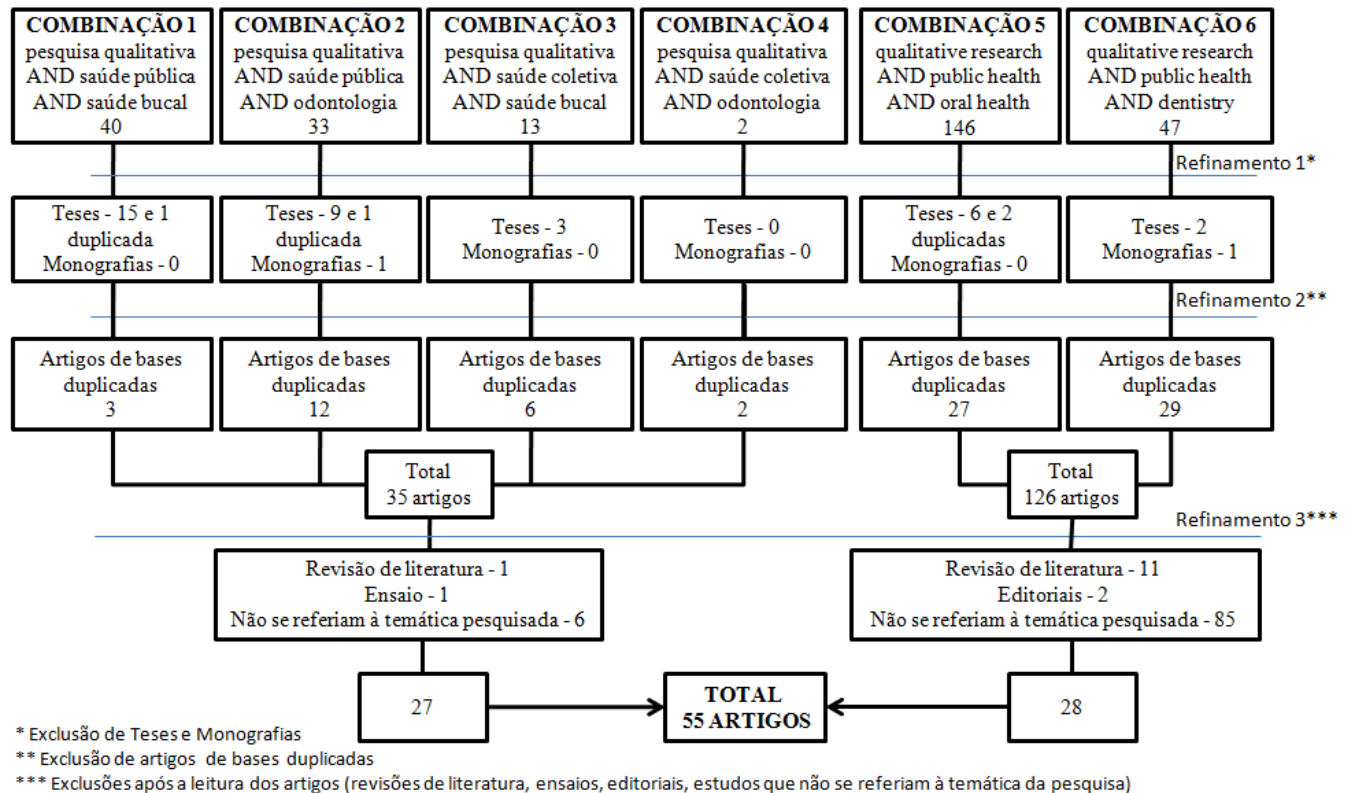 COMBINAÇÃO 1
pesquisa qualitativa
AND saúde pública
AND saúde bucal
40
COMBINAÇÃO 2
pesquisa qualitativa
AND saúde pública
AND odontologia
33
COMBINAÇÃO 3
pesquisa qualitativa
AND saúde coletiva
AND saúde bucal
13
COMBINAÇÃO 4
pesquisa qualitativa
AND saúde coletiva
AND odontologia
2
COMBINAÇÃO 5
qualitative research
AND public health
AND oral health
146
COMBINAÇÃO 6
qualitative research
AND public health
AND dentistry
47
Refinamento 1*
Teses - 15 e 1
duplicada
Monografias - 0
Teses - 9 e 1
duplicada
Monografias - 1
Teses - 3
Monografias - 0
Teses - 0
Monografias - 0
Teses - 6 e 2
duplicadas
Monografias - 0
Teses - 2
Monografias - 1
Refinamento 2**
Artigos de bases
duplicadas
3
Artigos de bases
duplicadas
12
Artigos de bases
duplicadas
6
Artigos de bases
duplicadas
2
Artigos de bases
duplicadas
27
Artigos de bases
duplicadas
29
Total
35 artigos
Total
126 artigos
Refinamento 3***
Revisão de literatura - 1
Ensaio - 1
Não se referiam à temática pesquisada - 6
Revisão de literatura - 11
Editoriais - 2
Não se referiam à temática pesquisada - 85
27
TOTAL
55 ARTIGOS
28
* Exclusão de Teses e Monografias
** Exclusão de artigos de bases duplicadas
*** Exclusões após a leitura dos artigos (revisões de literatura, ensaios, editoriais, estudos que não se referiam à temática da pesquisa)